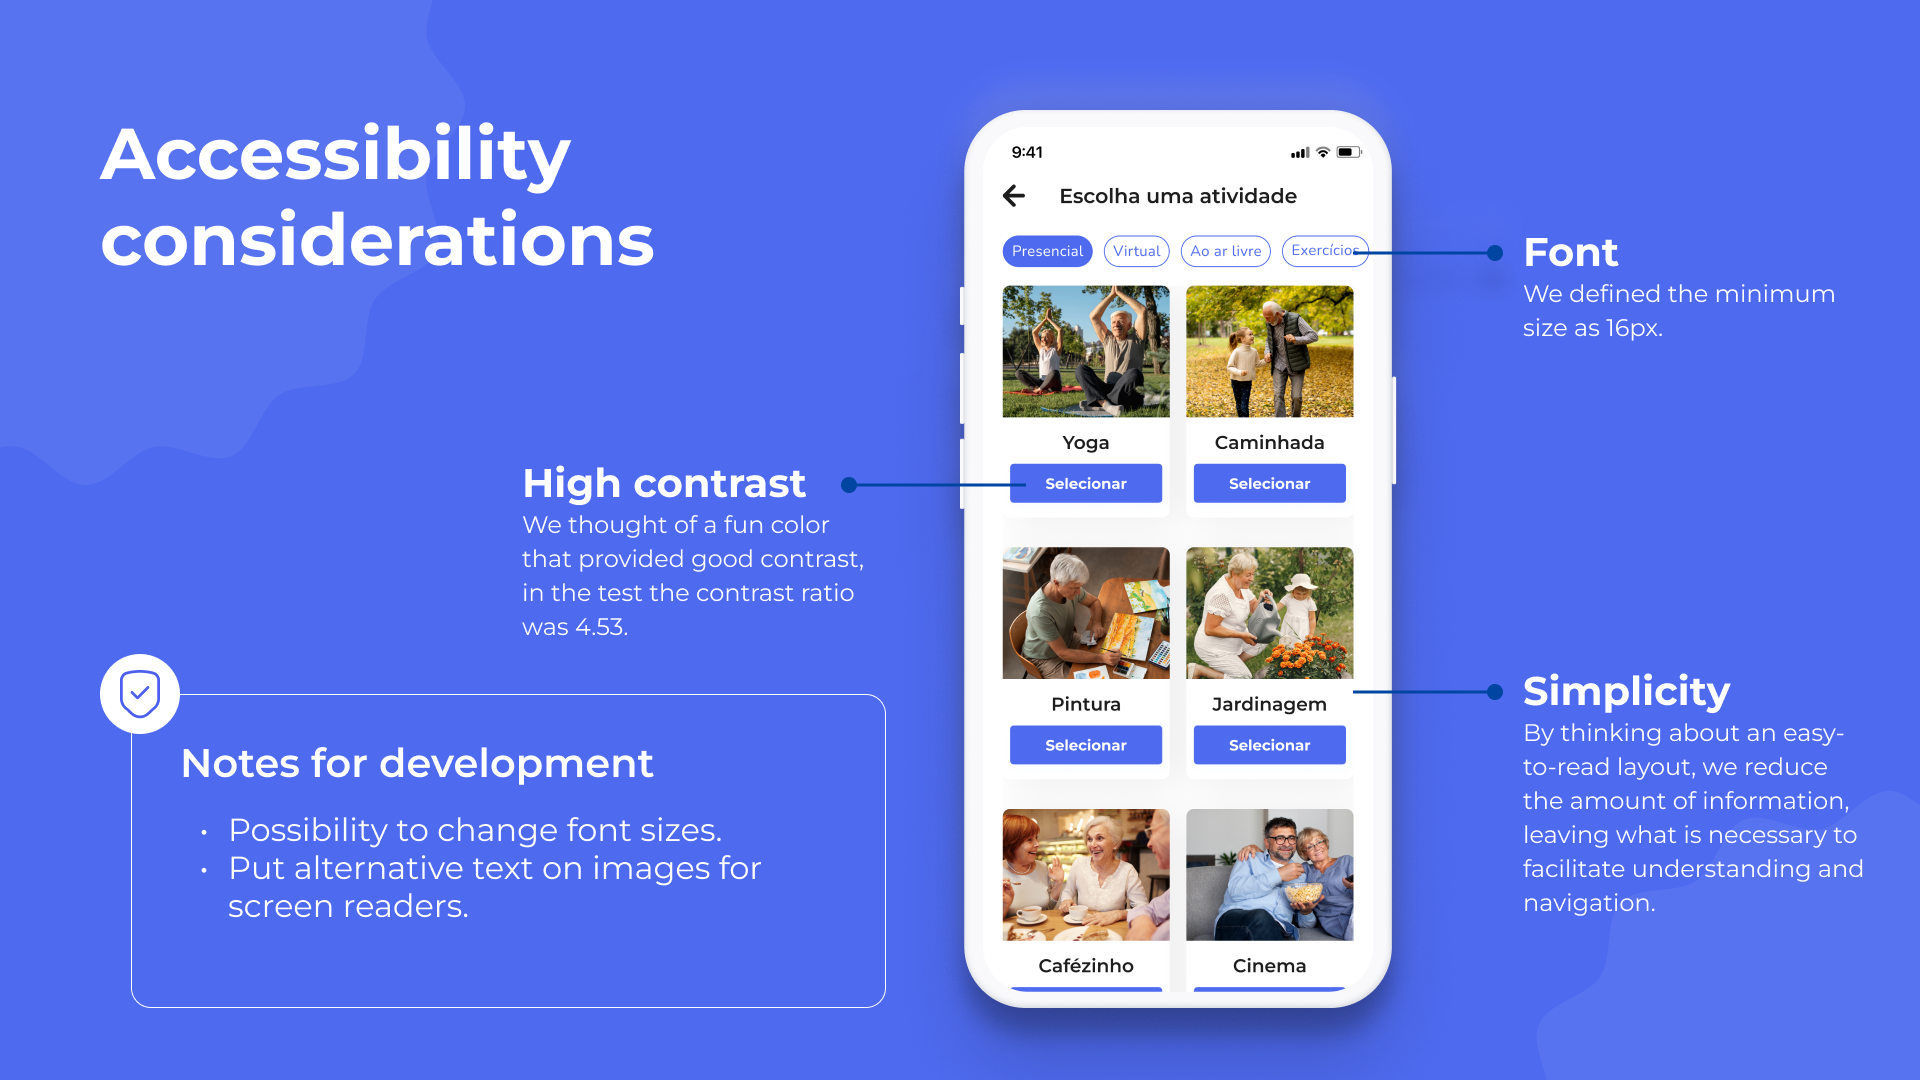 Accessibility
considerations
High contrast
We thought of a fun color
that provided good contrast,
in the test the contrast ratio
was 4.53.
Notes for development
• Possibility to change font sizes.
• Put alternative text on images for
screen readers.
9:41
Escolha uma atividade
Presencial
Virtual
Ao ar livre
Exercícios
Yoga
Caminhada
Selecionar
Selecionar
Pintura
Jardinagem
Selecionar
Selecionar
Cafézinho
Cinema
Font
We defined the minimum
size as 16px.
Simplicity
By thinking about an easy-
to-read layout, we reduce
the amount of information,
leaving what is necessary to
facilitate understanding and
navigation.